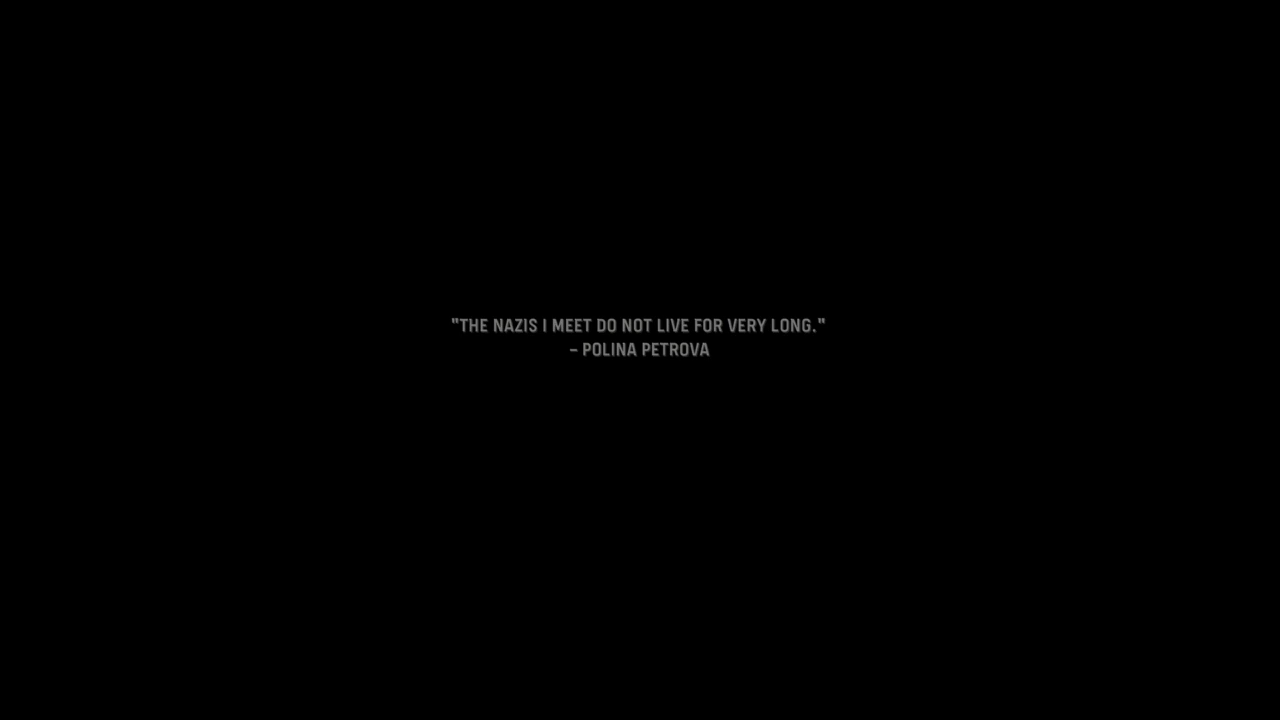 "THE NAZIS I MEET DO NOT LIVE FOR VERY LONG."
– POLINA PETROVA